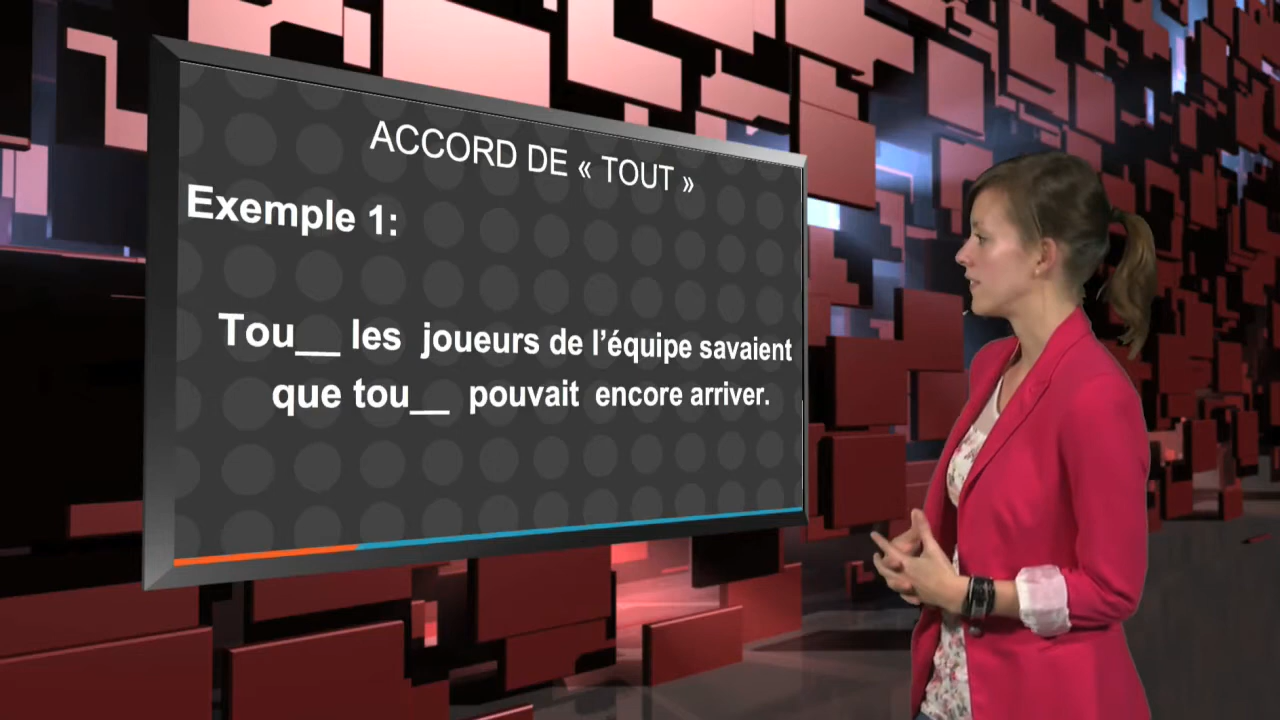 ACCORD DE « TOUT »
Exemple 1:
Tou__ les joueurs de l’équipe savaient
que tou__ pouvait encore arriver.